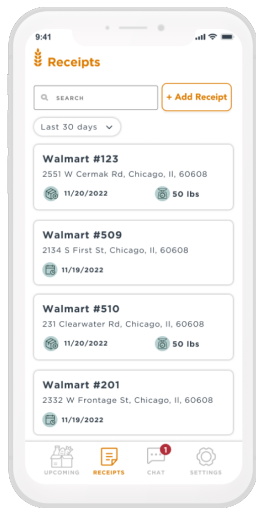 9:41
Receipts
SEARCH
+ Add Receipt
Last 30 days
Walmart #123
2551 W Cermak Rd, Chicago, Il, 60608
11/20/2022 50 lbs
Walmart #509
2134 S First St, Chicago, Il, 60608
11/19/2022
Walmart #510
231 Clearwater Rd, Chicago, Il, 60608
11/20/2022 50 lbs
Walmart #201
2332 W Frontage St, Chicago, Il, 60608
11/19/2022
1
UPCOMING RECEIPTS CHAT SETTINGS